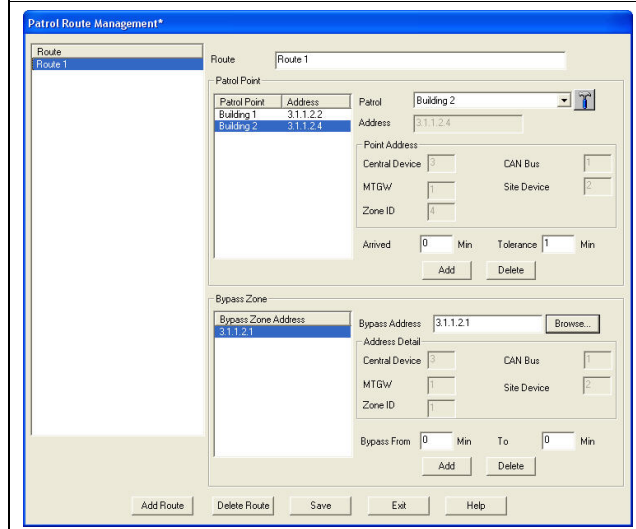 Patrol Route Management*
Route
Route 1
Route Route 1
Patrol Point
Patrol Point Address
Building 1 3.1.1.2.2
Building 2 3.1.1.2.4
Patrol Building 2
Address 3.1.1.2.4
Point Address
Central Device 3 CAN Bus 1
MTGW 1 Site Device 2
Zone ID 4
Arrived 0 Min Tolerance 1 Min
Add Delete
Bypass Zone
Bypass Zone Address
3.1.1.2.1
Bypass Address 3.1.1.2.1 Browse...
Address Detail
Central Device 3 CAN Bus 1
MTGW 1 Site Device 2
Zone ID 1
Bypass From 0 Min To 0 Min
Add Delete
Add Route Delete Route Save Exit Help